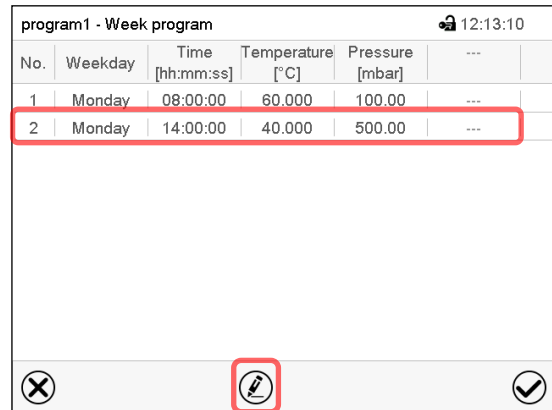 program1 - Week program 12:13:10
No. Weekday Time [hh:mm:ss] Temperature [°C] Pressure [mbar] ---
1 Monday 08:00:00 60.000 100.00 ---
2 Monday 14:00:00 40.000 500.00 ---